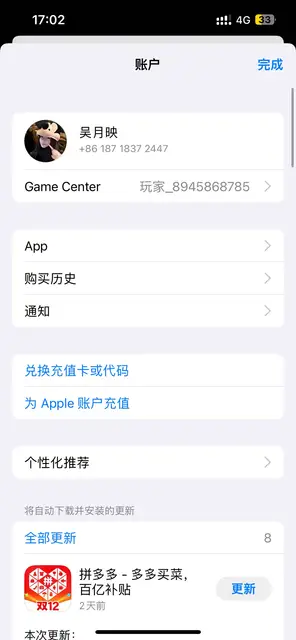 17:02
4G
33
账户
完成
吴月映
+86 187 1837 2447
Game Center
玩家_8945868785
App
购买历史
通知
兑换充值卡或代码
为 Apple 账户充值
个性化推荐
将自动下载并安装的更新
全部更新
8
拼
双12
拼多多 - 多多买菜，
百亿补贴
2天前
更新
本次更新：